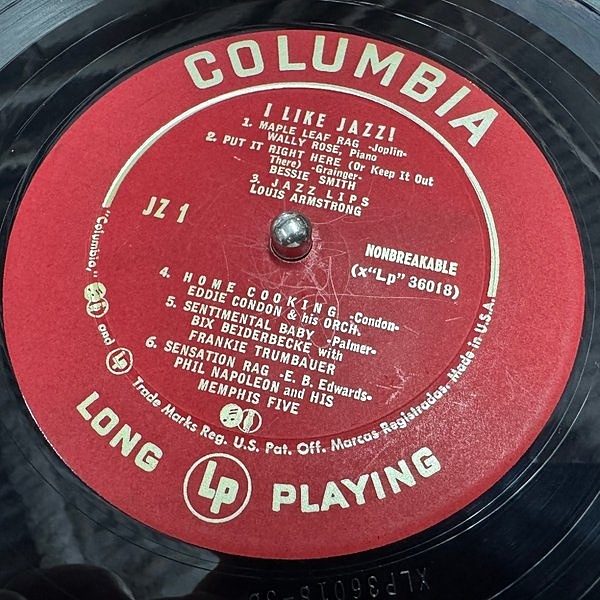 COLUMBIA
I LIKE JAZZ!
1. MAPLE LEAF RAG -Joplin-
WALLY ROSE, Piano
2. PUT IT RIGHT HERE (Or Keep It Out
There) -Grainger-
BESSIE SMITH
3. JAZZ LIPS
LOUIS ARMSTRONG
JZ 1
NONBREAKABLE
(x"Lp" 36018)
4. HOME COOKING -Condon-
EDDIE CONDON & his ORCH.
5. SENTIMENTAL BABY -Palmer-
BIX BEIDERBECKE with
FRANKIE TRUMBAUER
6. SENSATION RAG -E. B. Edwards-
PHIL NAPOLEON and HIS
MEMPHIS FIVE
"Columbia," and Lp Trade Marks Reg. U.S. Pat. Off. Marcas Registradas. Made in U.S.A.
LONG Lp PLAYING